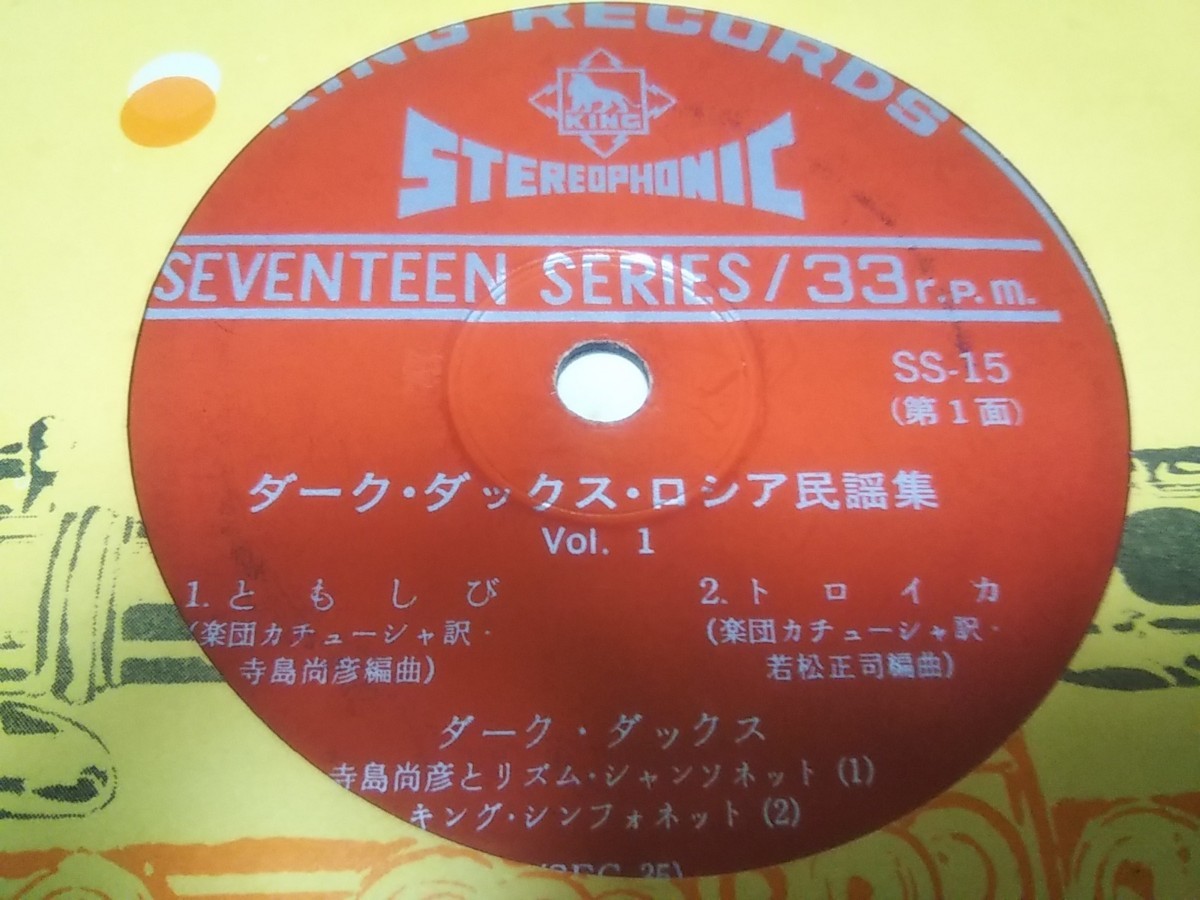 KING RECORDS
KING
STEREOPHONIC
SEVENTEEN SERIES/33 r.p.m.
SS-15
(第1面)
ダーク・ダックス・ロシア民謡集
Vol. 1
1. ともしび
(楽団カチューシャ訳・
寺島尚彦編曲)
2. トロイカ
(楽団カチューシャ訳・
若松正司編曲)
ダーク・ダックス
寺島尚彦とリズム・シャンソネット (1)
キング・シンフォネット (2)